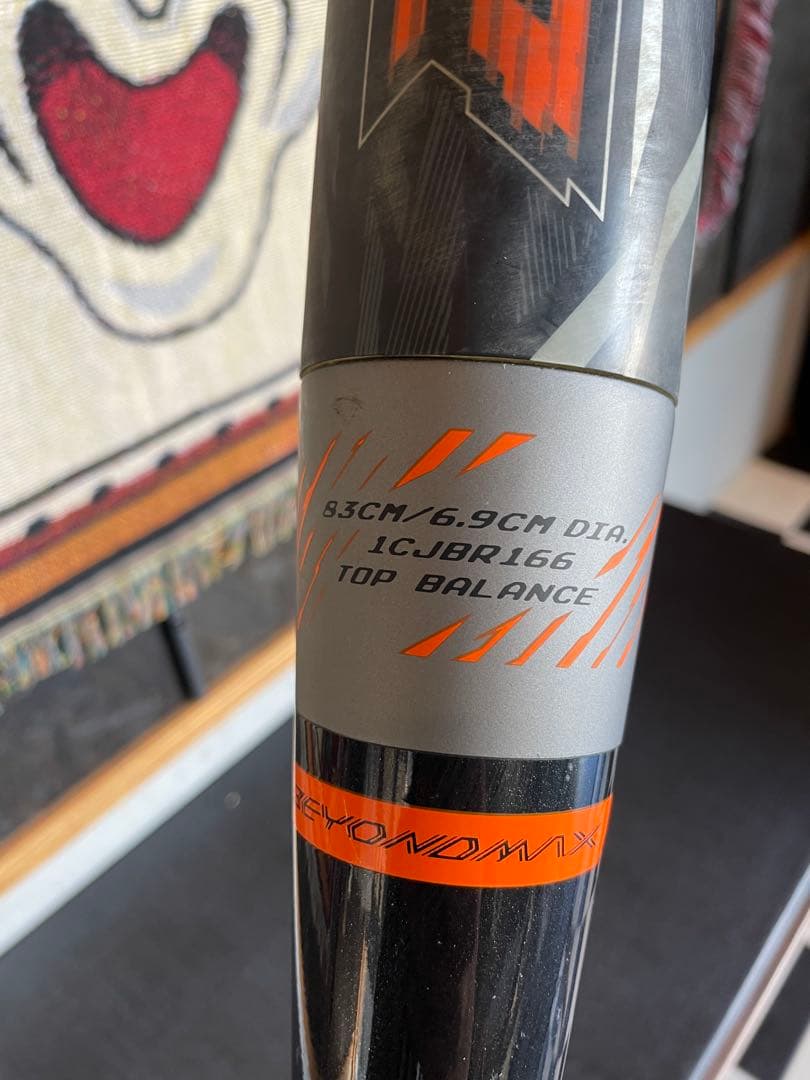 83CM/6.9CM DIA.
1CJBR166
TOP BALANCE
BEYONDMAX